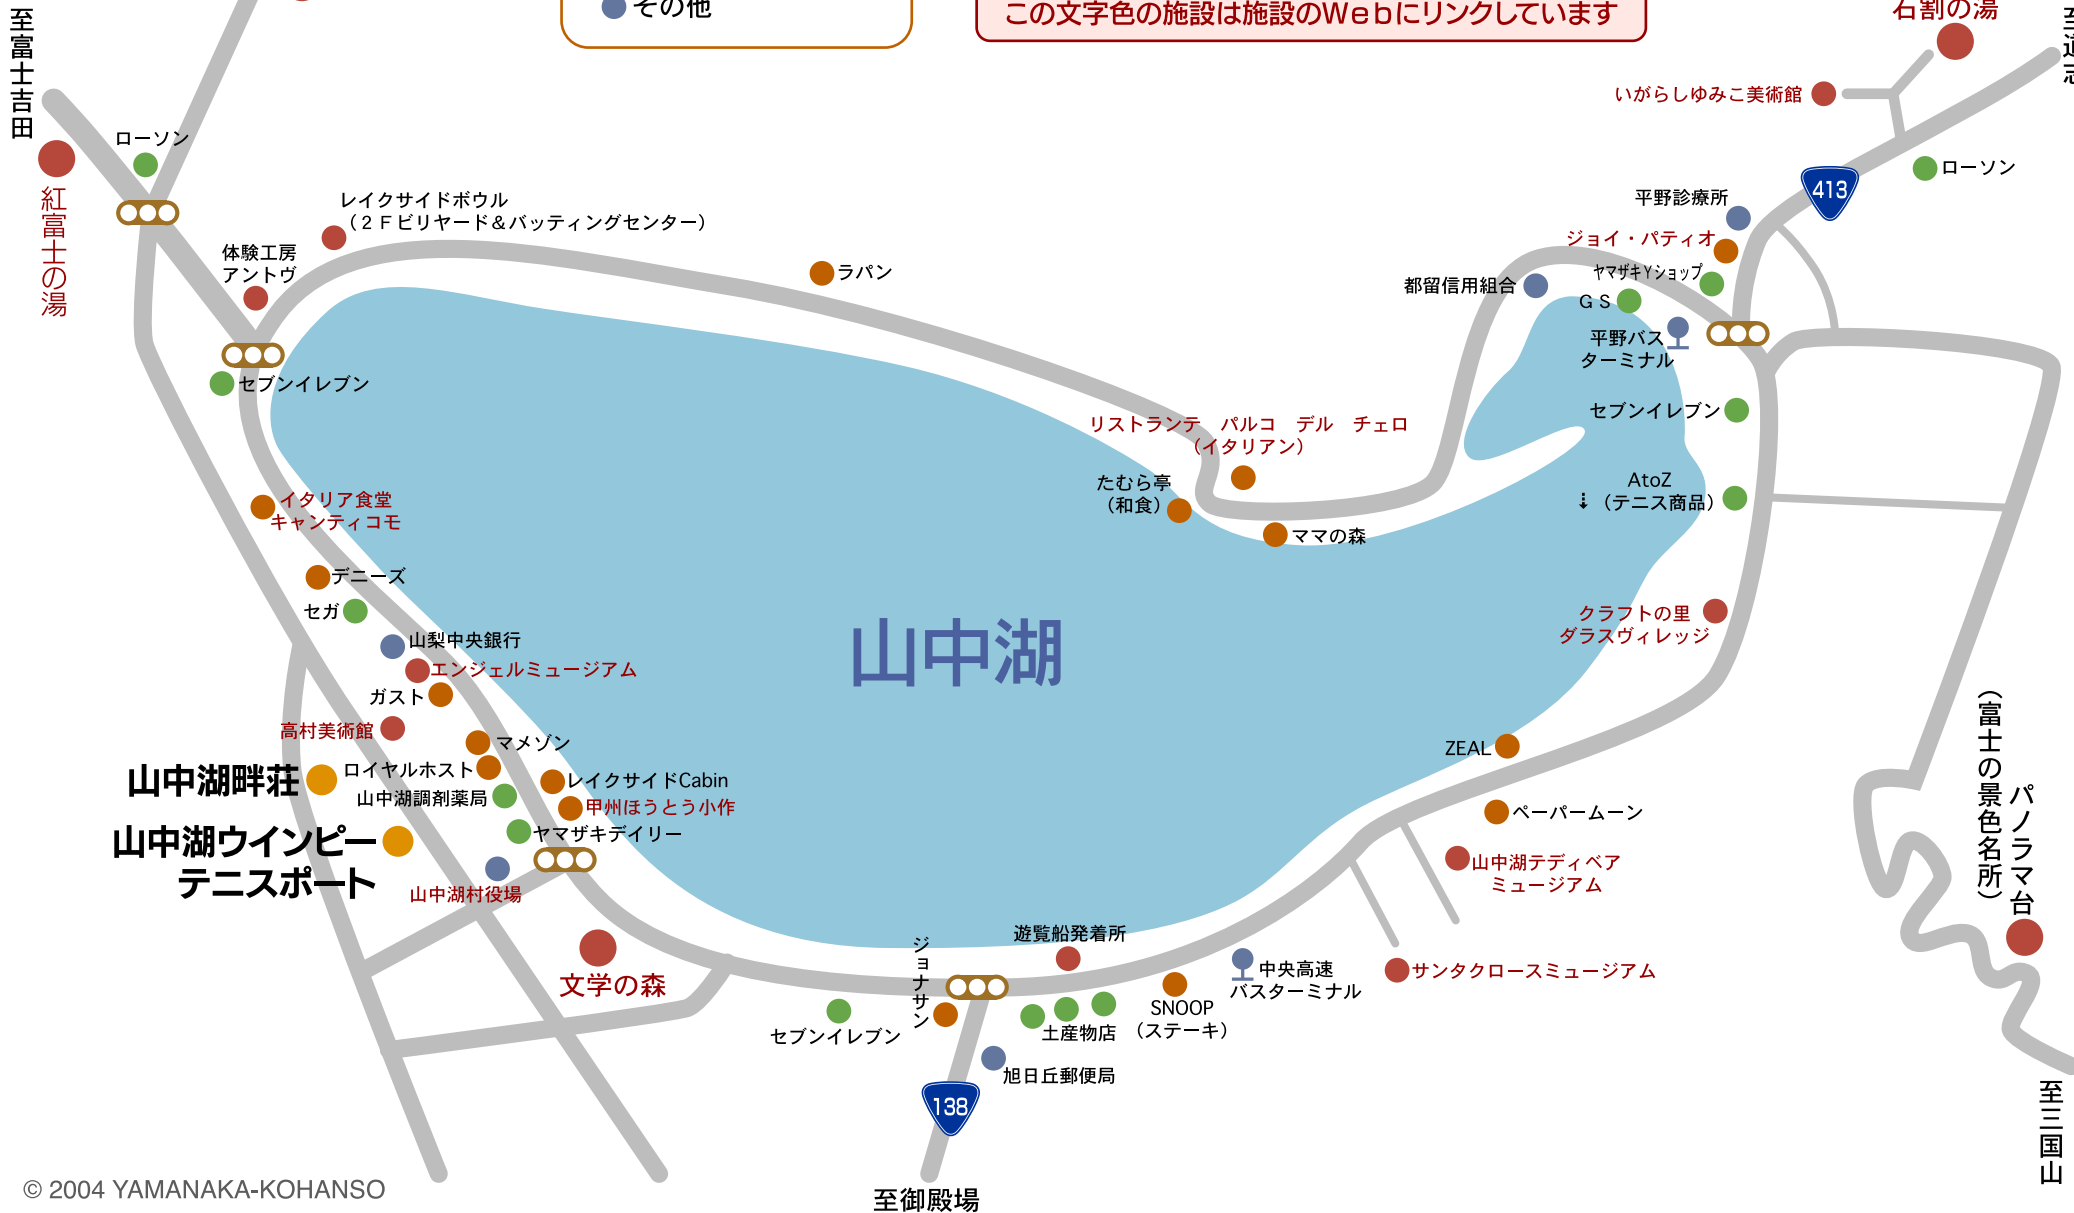 その他
この文字色の施設は施設のWebにリンクしています
石割の湯
至富士吉田
いがらしゆみこ美術館
ローソン
ローソン
紅富士の湯
レイクサイドボウル
（２Ｆビリヤード＆バッティングセンター）
平野診療所
体験工房
アントヴ
ジョイ・パティオ
413
ラパン
都留信用組合
ヤマザキＹショップ
ＧＳ
平野バス
ターミナル
セブンイレブン
セブンイレブン
リストランテ　パルコ　デル　チェロ
（イタリアン）
たむら亭
（和食）
ママの森
AtoZ
⇣（テニス商品）
イタリア食堂
キャンティコモ
デニーズ
セガ
山梨中央銀行
エンジェルミュージアム
ガスト
山中湖
クラフトの里
ダラスヴィレッジ
高村美術館
マメゾン
ZEAL
山中湖畔荘
ロイヤルホスト
レイクサイドCabin
山中湖調剤薬局
甲州ほうとう小作
ペーパームーン
山中湖ウインピー
テニスポート
ヤマザキデイリー
山中湖テディベア
ミュージアム
山中湖村役場
パノラマ台
（富士の景色名所）
文学の森
ジョナサン
遊覧船発着所
中央高速
バスターミナル
サンタクロースミュージアム
セブンイレブン
土産物店
SNOOP
（ステーキ）
旭日丘郵便局
138
至三国山
© 2004 YAMANAKA-KOHANSO
至御殿場